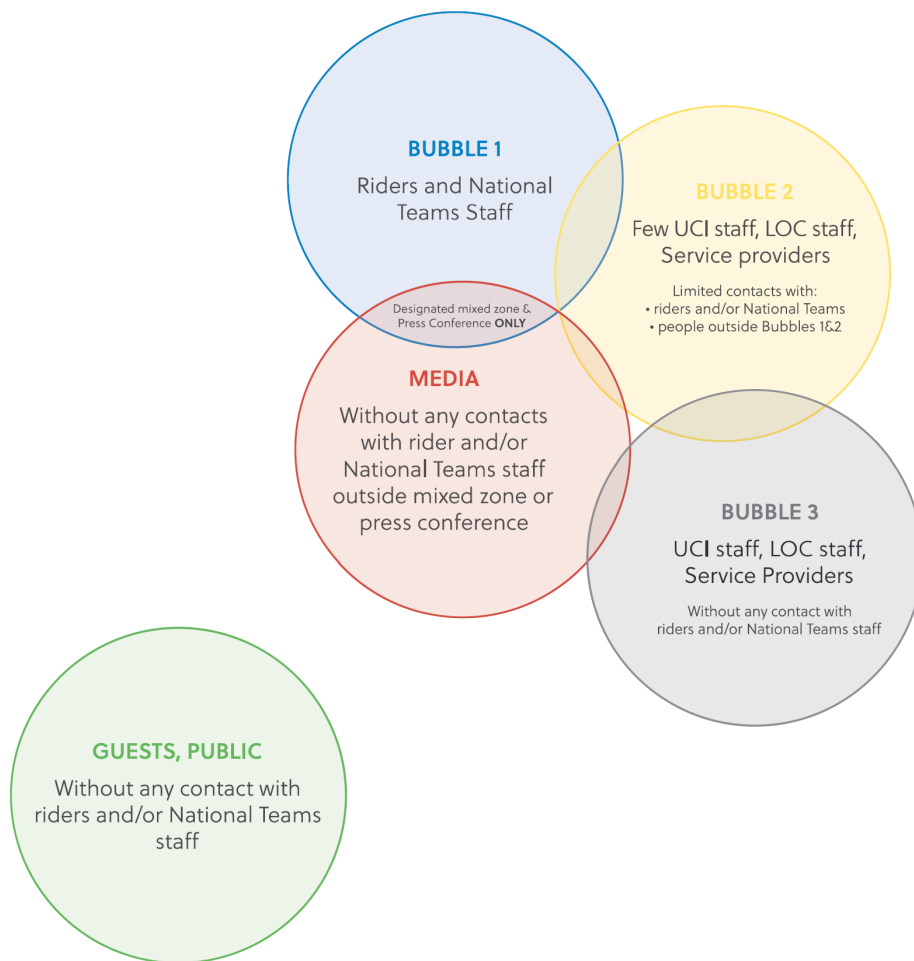 BUBBLE 1
Riders and National
Teams Staff
BUBBLE 2
Few UCI staff, LOC staff,
Service providers
Limited contacts with:
• riders and/or National Teams
• people outside Bubbles 1&2
Designated mixed zone &
Press Conference ONLY
MEDIA
Without any contacts
with rider and/or
National Teams staff
outside mixed zone or
press conference
BUBBLE 3
UCI staff, LOC staff,
Service Providers
Without any contact with
riders and/or National Teams staff
GUESTS, PUBLIC
Without any contact with
riders and/or National Teams
staff